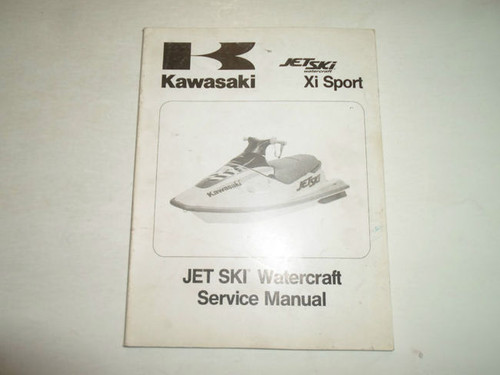 Kawasaki
JET SKI
watercraft
Xi Sport
Kawasaki
JET SKI
JET SKI® Watercraft
Service Manual